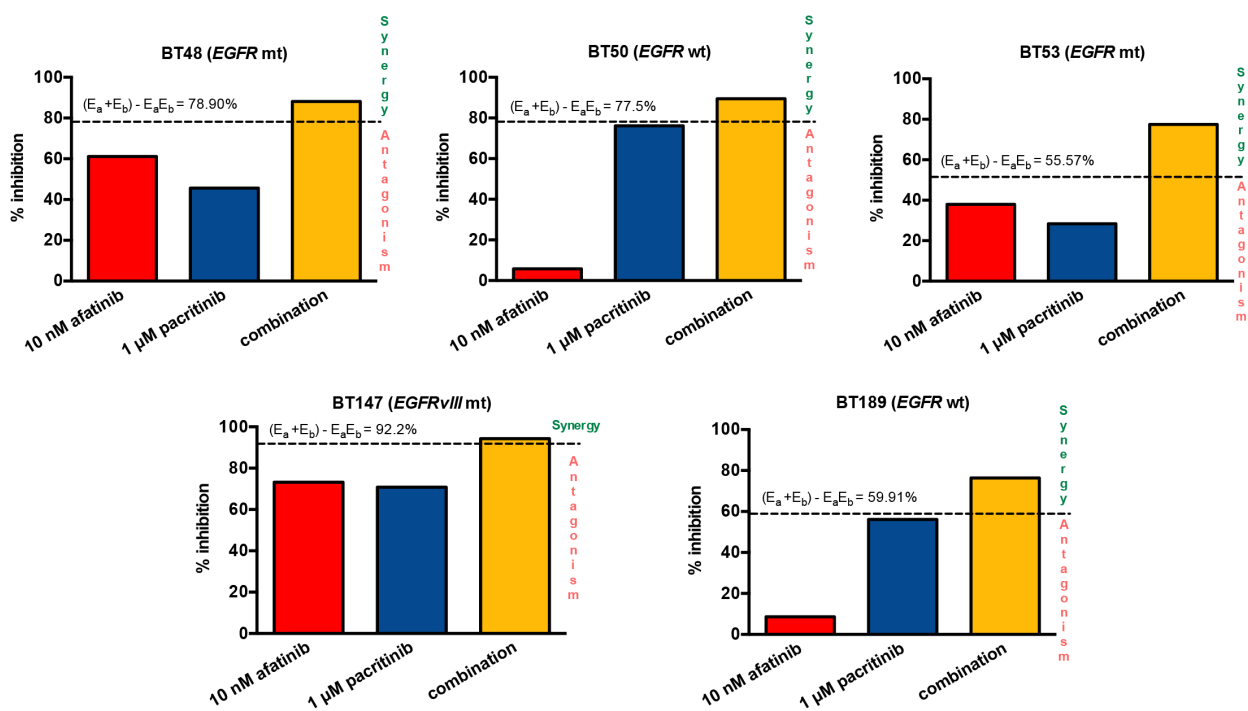 BT48 (EGFR mt)
Synergy
Antagonism
% inhibition
100
80
60
40
20
0
(Ea +Eb) - EaEb = 78.90%
10 nM afatinib
1 µM pacritinib
combination
BT50 (EGFR wt)
Synergy
Antagonism
% inhibition
100
80
60
40
20
0
(Ea +Eb) - EaEb = 77.5%
10 nM afatinib
1 µM pacritinib
combination
BT53 (EGFR mt)
Synergy
Antagonism
% inhibition
100
80
60
40
20
0
(Ea +Eb) - EaEb = 55.57%
10 nM afatinib
1 µM pacritinib
combination
BT147 (EGFRvIII mt)
Synergy
Antagonism
% inhibition
100
80
60
40
20
0
(Ea +Eb) - EaEb = 92.2%
10 nM afatinib
1 µM pacritinib
combination
BT189 (EGFR wt)
Synergy
Antagonism
% inhibition
100
80
60
40
20
0
(Ea +Eb) - EaEb = 59.91%
10 nM afatinib
1 µM pacritinib
combination